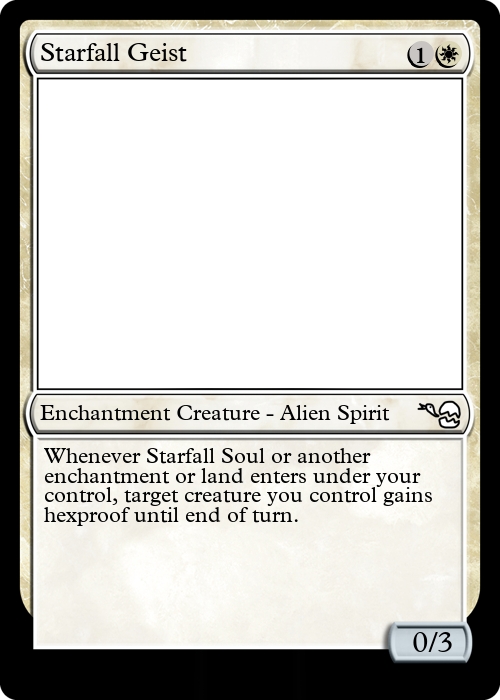 Starfall Geist 1
Enchantment Creature - Alien Spirit
Whenever Starfall Soul or another
enchantment or land enters under your
control, target creature you control gains
hexproof until end of turn.
0/3